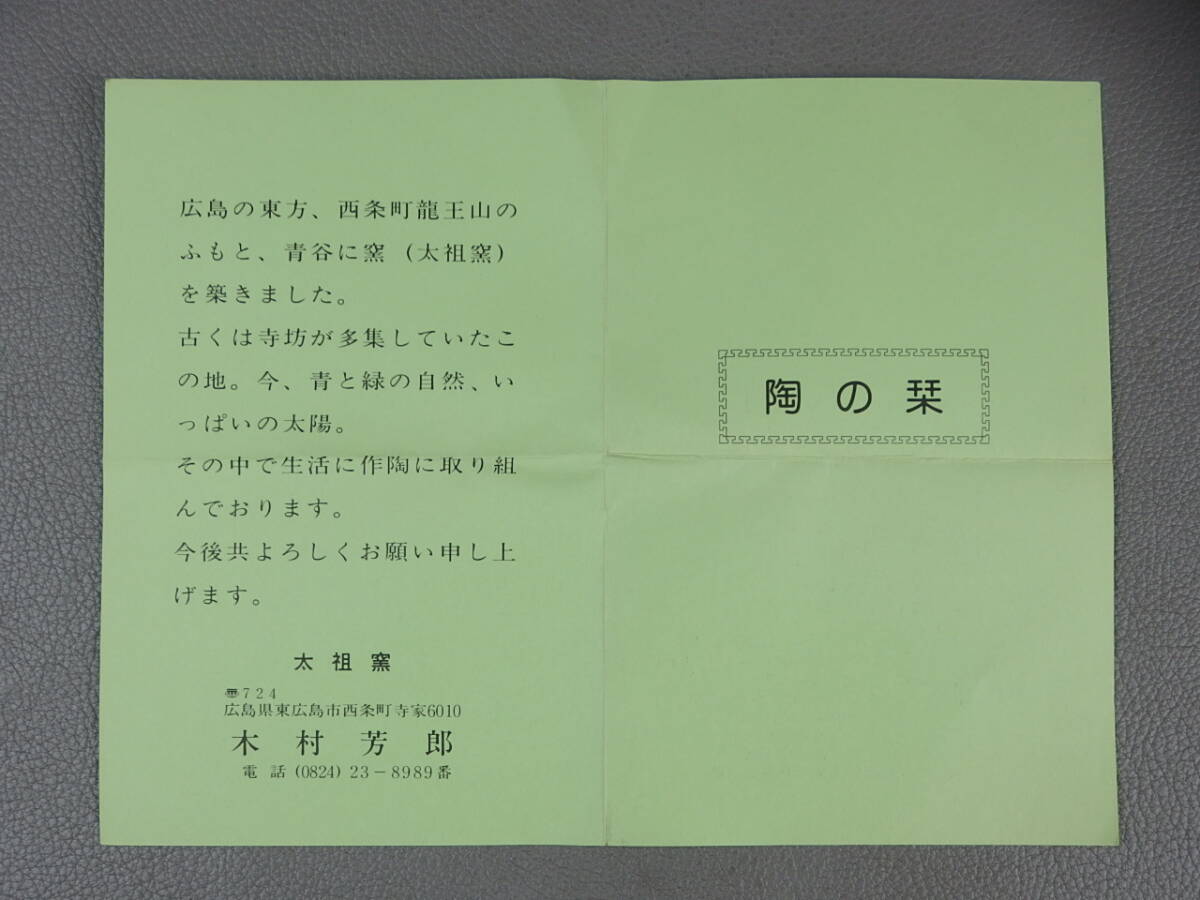 広島の東方、西条町龍王山の
ふもと、青谷に窯（太祖窯）
を築きました。
古くは寺坊が多集していたこ
の地。今、青と緑の自然、い
っぱいの太陽。
その中で生活に作陶に取り組
んでおります。
今後共よろしくお願い申し上
げます。
太祖窯
〠724
広島県東広島市西条町寺家6010
木村芳郎
電話(0824)23－8989番
陶の栞